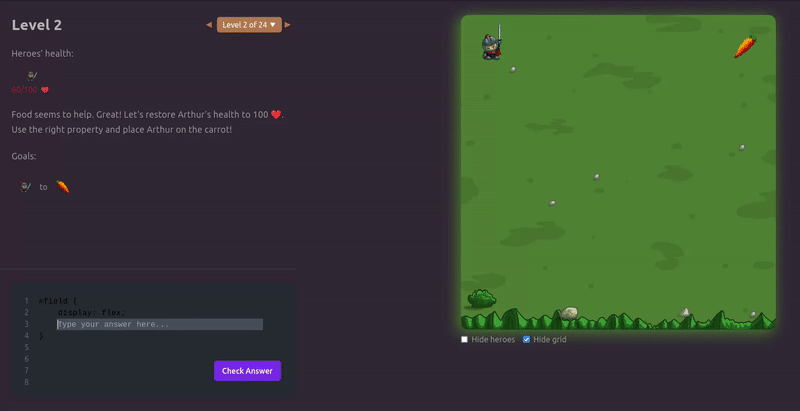 Level 2
◀ Level 2 of 24 ▼ ▶
Heroes' health:
60/100 ❤️
Food seems to help. Great! Let's restore Arthur's health to 100 ❤️.
Use the right property and place Arthur on the carrot!
Goals:
to
1 #field {
2 display: flex;
3 Type your answer here...
4 }
5
6
7
8
Check Answer
Hide heroes Hide grid